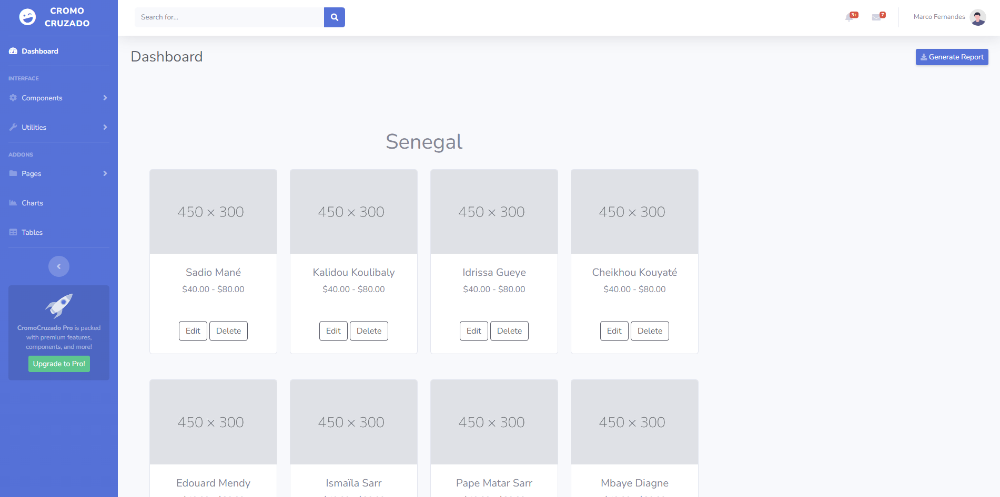 CROMO
CRUZADO
Search for...
3+
7
Marco Fernandes
Dashboard
INTERFACE
Components
Utilities
ADDONS
Pages
Charts
Tables
CromoCruzado Pro is packed
with premium features,
components, and more!
Upgrade to Pro!
Dashboard
Generate Report
Senegal
450 × 300
450 × 300
450 × 300
450 × 300
Sadio Mané
$40.00 - $80.00
Edit Delete
Kalidou Koulibaly
$40.00 - $80.00
Edit Delete
Idrissa Gueye
$40.00 - $80.00
Edit Delete
Cheikhou Kouyaté
$40.00 - $80.00
Edit Delete
450 × 300
450 × 300
450 × 300
450 × 300
Edouard Mendy
Ismaïla Sarr
Pape Matar Sarr
Mbaye Diagne